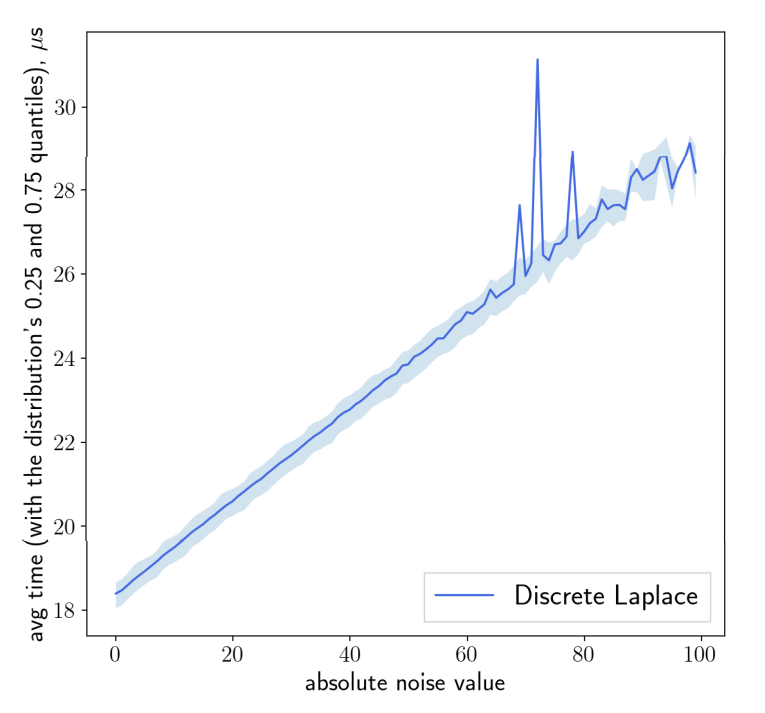 avg time (with the distribution's 0.25 and 0.75 quantiles), μs
30
28
26
24
22
20
18
Discrete Laplace
0 20 40 60 80 100
absolute noise value